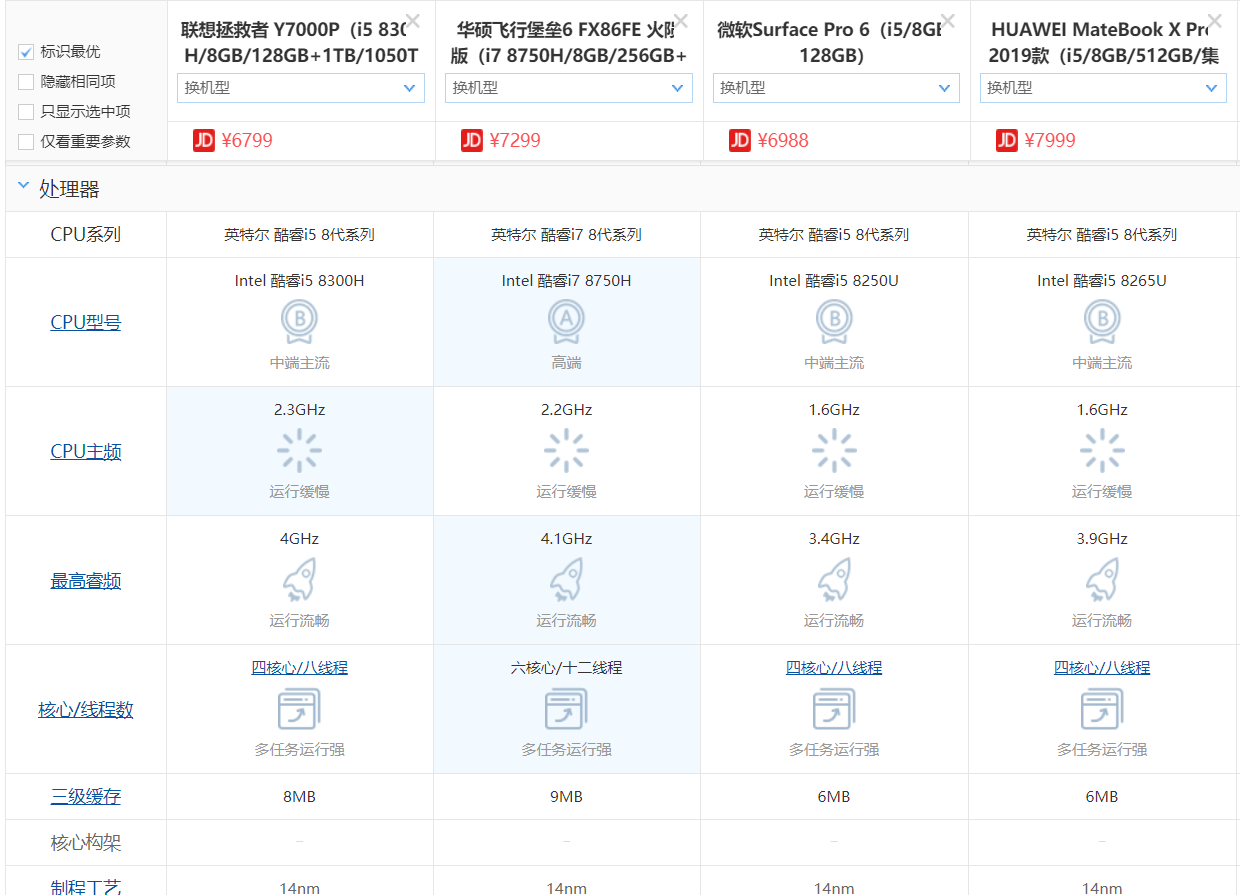 标识最优
隐藏相同项
只显示选中项
仅看重要参数
联想拯救者 Y7000P（i5 830
H/8GB/128GB+1TB/1050T
换机型
JD ¥6799
华硕飞行堡垒6 FX86FE 火
版（i7 8750H/8GB/256GB+
换机型
JD ¥7299
微软Surface Pro 6（i5/8GB
128GB）
换机型
JD ¥6988
HUAWEI MateBook X Pr
2019款（i5/8GB/512GB/集
换机型
JD ¥7999
处理器
CPU系列 英特尔 酷睿i5 8代系列 英特尔 酷睿i7 8代系列 英特尔 酷睿i5 8代系列 英特尔 酷睿i5 8代系列
Intel 酷睿i5 8300H Intel 酷睿i7 8750H Intel 酷睿i5 8250U Intel 酷睿i5 8265U
CPU型号 B A B B
中端主流 高端 中端主流 中端主流
2.3GHz 2.2GHz 1.6GHz 1.6GHz
CPU主频
运行缓慢 运行缓慢 运行缓慢 运行缓慢
4GHz 4.1GHz 3.4GHz 3.9GHz
最高睿频
运行流畅 运行流畅 运行流畅 运行流畅
四核心/八线程 六核心/十二线程 四核心/八线程 四核心/八线程
核心/线程数
多任务运行强 多任务运行强 多任务运行强 多任务运行强
三级缓存 8MB 9MB 6MB 6MB
核心构架 – – – –
制程工艺 14nm 14nm 14nm 14nm